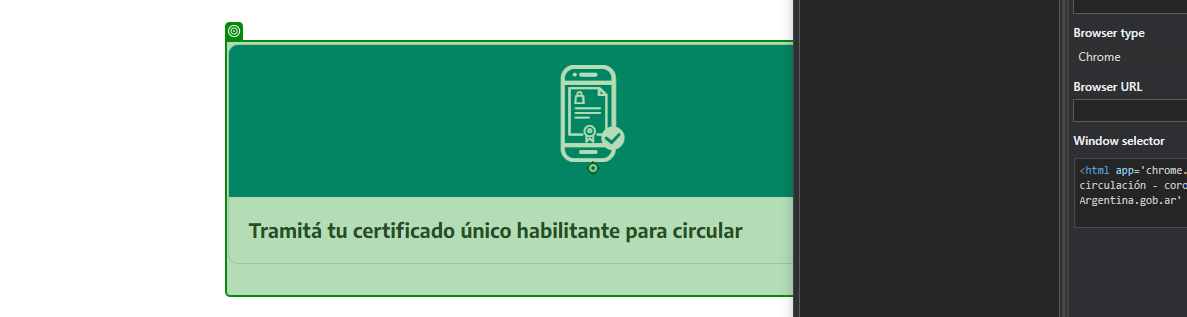 Tramitá tu certificado único habilitante para circular
Browser type
Chrome
Browser URL
Window selector
<html app='chrome.
circulación - coro
Argentina.gob.ar'